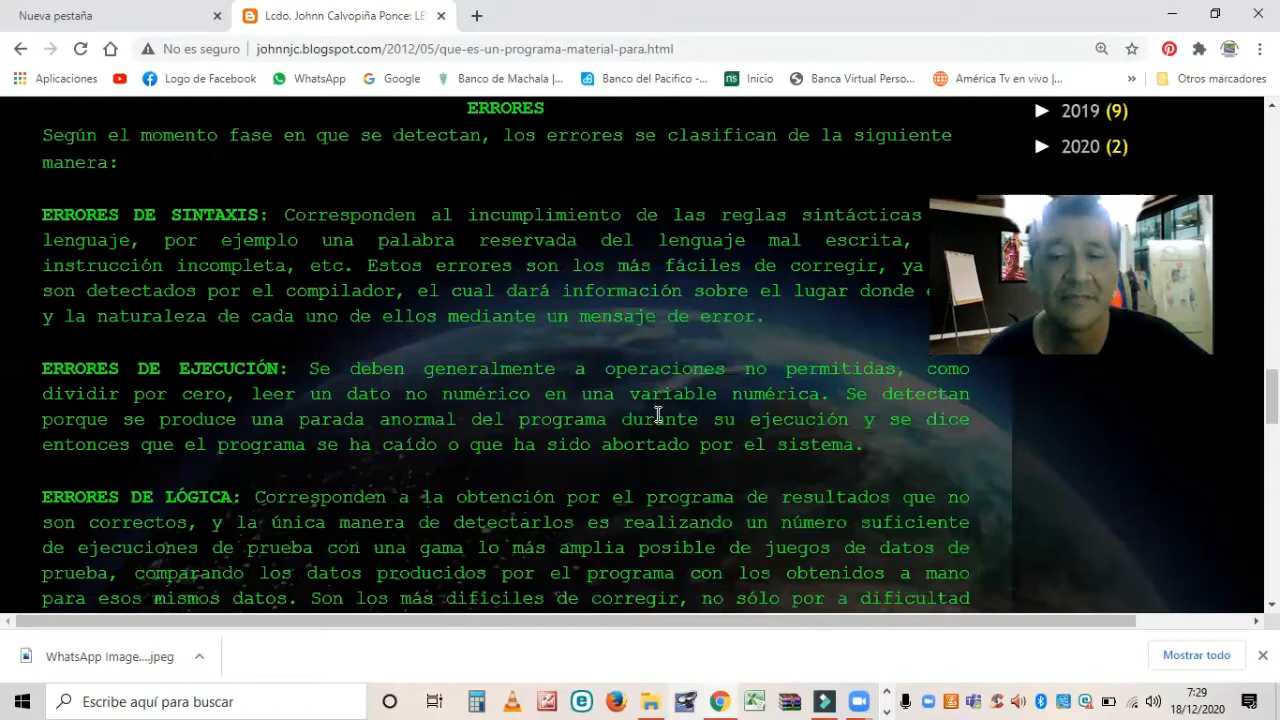 Nueva pestaña
Lcdo. Johnn Calvopiña Ponce: LE
No es seguro | johnnjc.blogspot.com/2012/05/que-es-un-programa-material-para.html
Aplicaciones Logo de Facebook WhatsApp Google Banco de Machala |... Banco del Pacifico -... ns Inicio Banca Virtual Perso... América Tv en vivo |... » Otros marcadores
ERRORES
Según el momento fase en que se detectan, los errores se clasifican de la siguiente
manera:
► 2019 (9)
► 2020 (2)
ERRORES DE SINTAXIS: Corresponden al incumplimiento de las reglas sintácticas
lenguaje, por ejemplo una palabra reservada del lenguaje mal escrita,
instrucción incompleta, etc. Estos errores son los más fáciles de corregir, ya
son detectados por el compilador, el cual dará información sobre el lugar donde
y la naturaleza de cada uno de ellos mediante un mensaje de error.
ERRORES DE EJECUCIÓN: Se deben generalmente a operaciones no permitidas, como
dividir por cero, leer un dato no numérico en una variable numérica. Se detectan
porque se produce una parada anormal del programa durante su ejecución y se dice
entonces que el programa se ha caído o que ha sido abortado por el sistema.
ERRORES DE LÓGICA: Corresponden a la obtención por el programa de resultados que no
son correctos, y la única manera de detectarlos es realizando un número suficiente
de ejecuciones de prueba con una gama lo más amplia posible de juegos de datos de
prueba, comparando los datos producidos por el programa con los obtenidos a mano
para esos mismos datos. Son los más difíciles de corregir, no sólo por a dificultad
WhatsApp Image....jpeg
Mostrar todo
Escribe aquí para buscar
7:29
18/12/2020